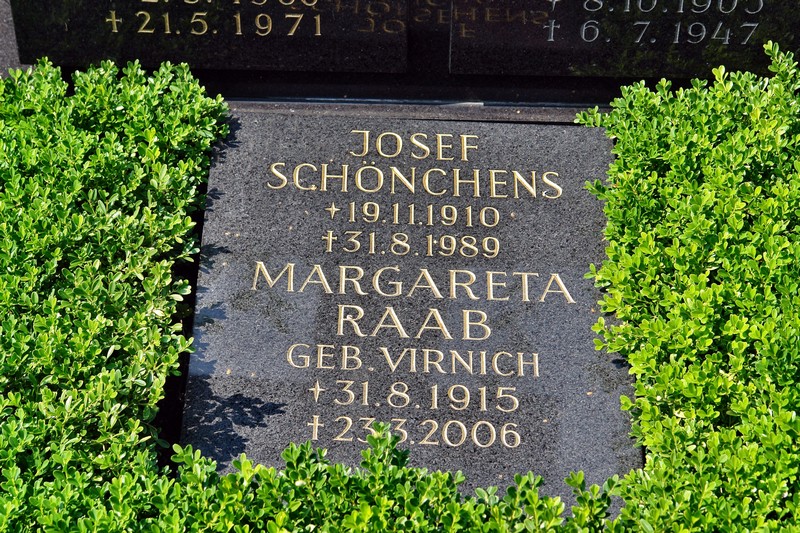 ✝ 21.5.1971
✝ 6. 7. 1947
JOSEF
SCHÖNCHENS
✶ 19.11.1910
✝ 31.8.1989
MARGARETA
RAAB
GEB. VIRNICH
✶ 31.8.1915
✝ 23.3.2006